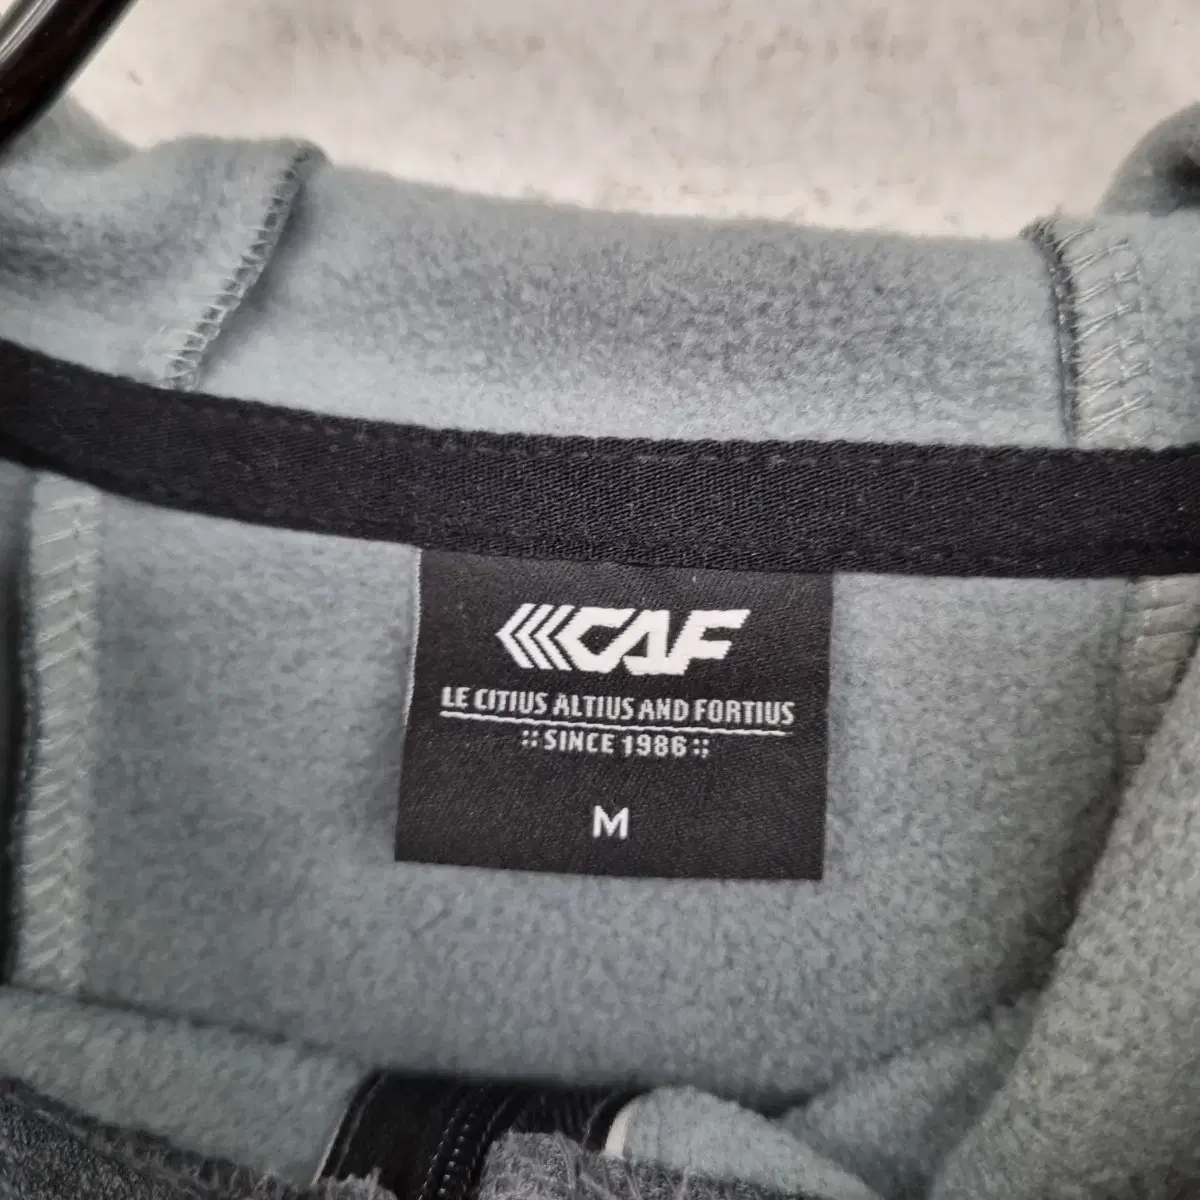 CAF
LE CITIUS ALTIUS AND FORTIUS
:: SINCE 1986 ::
M